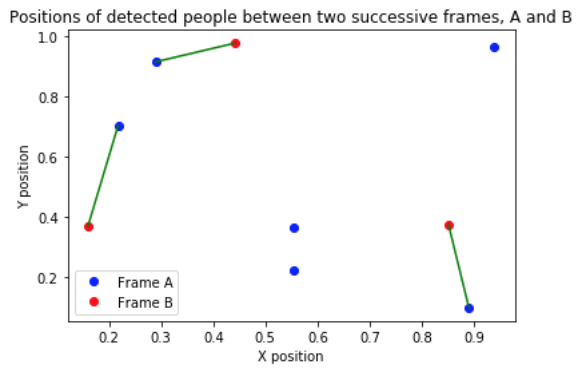 Positions of detected people between two successive frames, A and B
1.0
0.8
0.6
0.4
0.2
Y position
Frame A
Frame B
0.2 0.3 0.4 0.5 0.6 0.7 0.8 0.9
X position